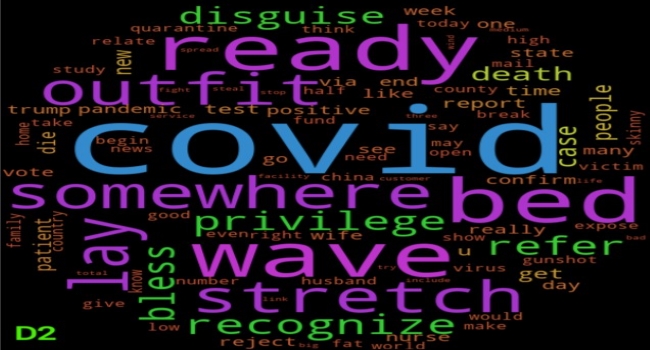 disguise week
quarantine think today one
relate spread wind medium high
ready
study new state
mail
outfit via end death
fight steal stop half like county time
trump pandemic test positive report people
take service fund three say break
covid
home die begin news go see need may open case many skinny
vote facility china customer confirm life victim
somewhere bed
family patient country good privilege really expose
lay even right wife show refer bad
wave u gunshot
bless know total number husband try virus include get
stretch day
give link would
low recognize make
D2 reject big fat nurse world